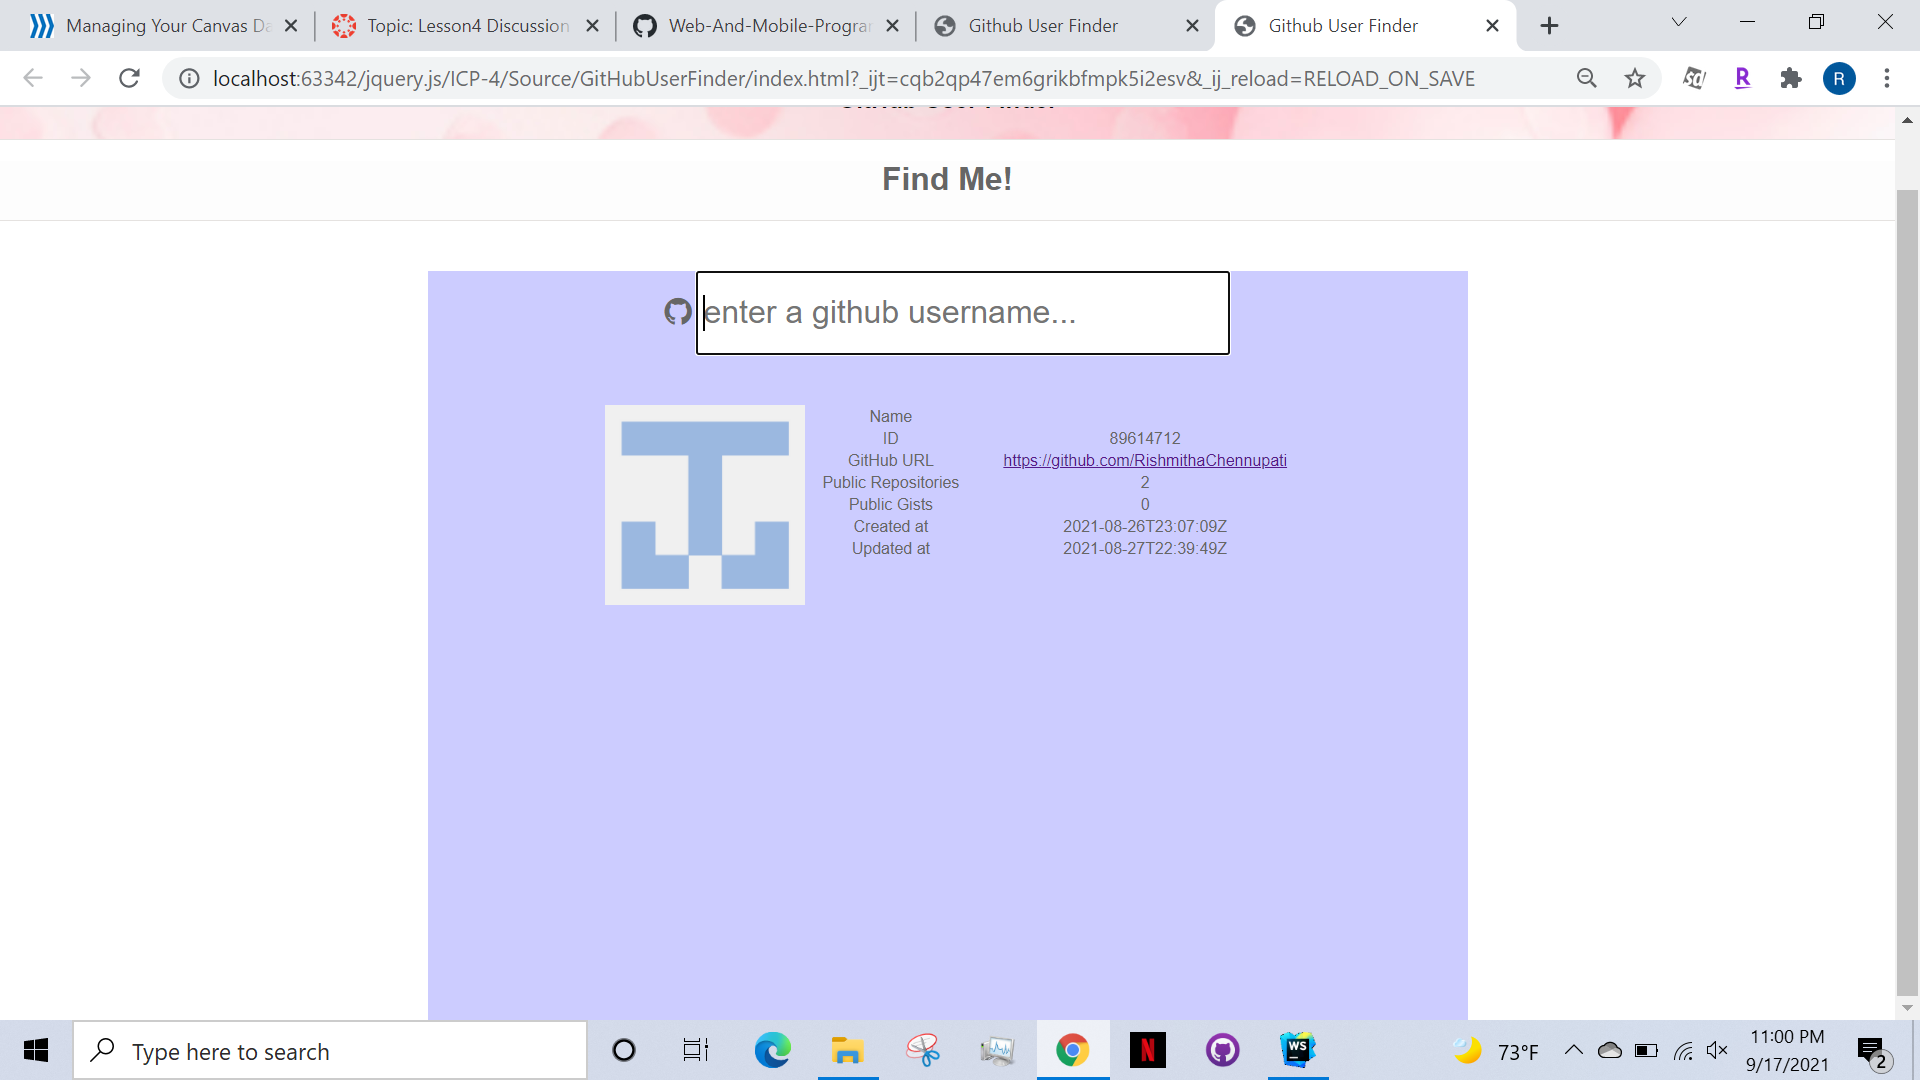 Managing Your Canvas Da
Topic: Lesson4 Discussion
Web-And-Mobile-Progra
Github User Finder
Github User Finder
localhost:63342/jquery.js/ICP-4/Source/GitHubUserFinder/index.html?_ijt=cqb2qp47em6grikbfmpk5i2esv&_ij_reload=RELOAD_ON_SAVE
R
R
Find Me!
enter a github username...
Name
ID 89614712
GitHub URL https://github.com/RishmithaChennupati
Public Repositories 2
Public Gists 0
Created at 2021-08-26T23:07:09Z
Updated at 2021-08-27T22:39:49Z
Type here to search
N
WS
73°F
11:00 PM
9/17/2021
2